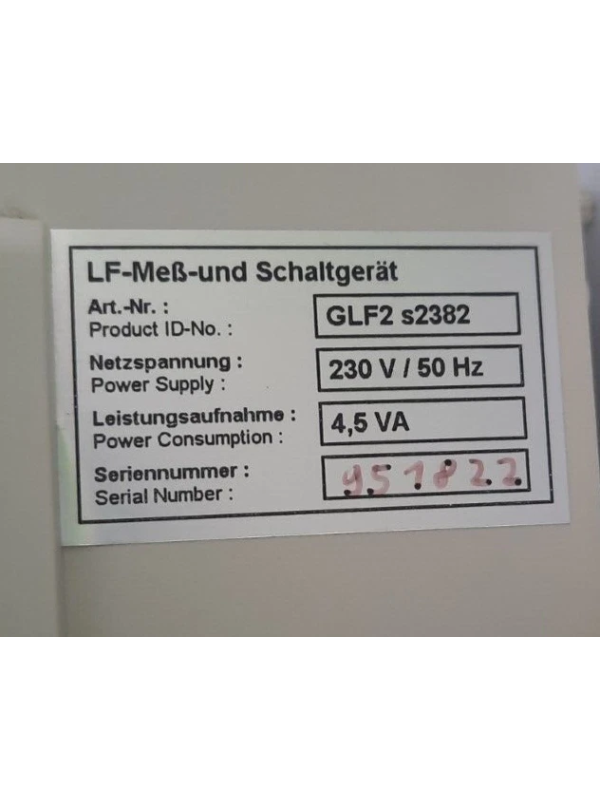 LF-Meß-und Schaltgerät
Art.-Nr. :
Product ID-No. :
GLF2 s2382
Netzspannung :
Power Supply :
230 V / 50 Hz
Leistungsaufnahme :
Power Consumption :
4,5 VA
Seriennummer :
Serial Number :
951822